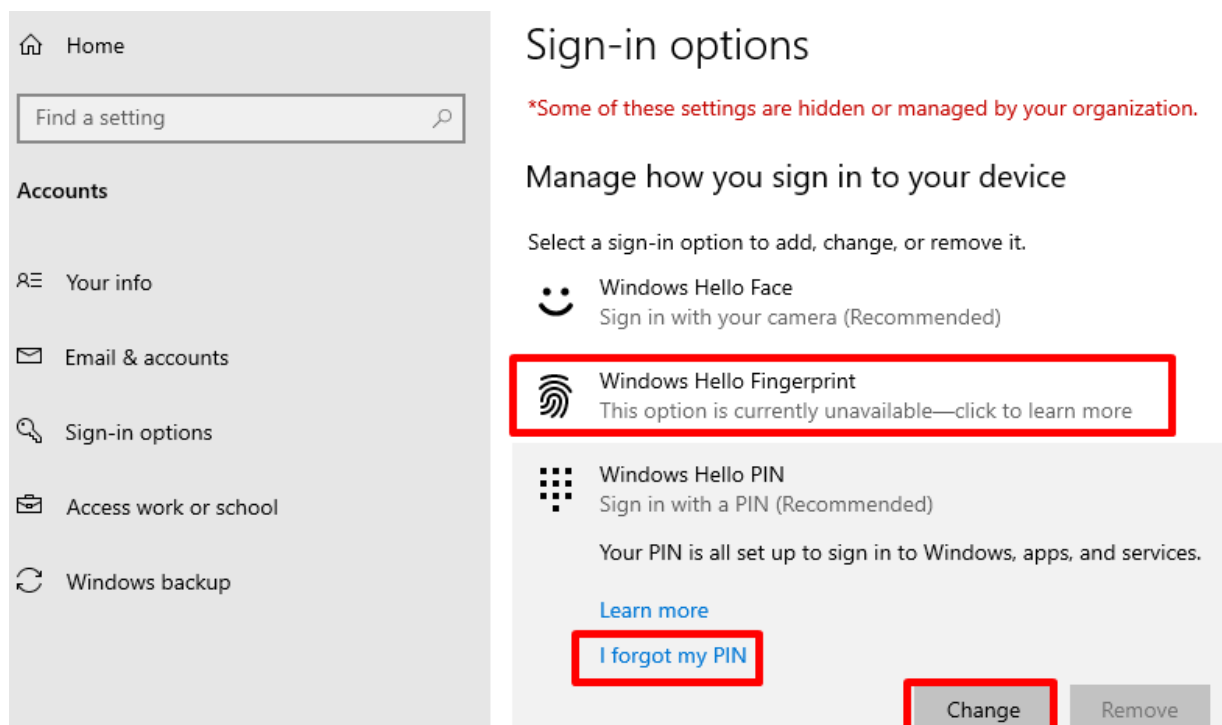 Home
Find a setting
Accounts
Your info
Email & accounts
Sign-in options
Access work or school
Windows backup
Sign-in options
*Some of these settings are hidden or managed by your organization.
Manage how you sign in to your device
Select a sign-in option to add, change, or remove it.
Windows Hello Face
Sign in with your camera (Recommended)
Windows Hello Fingerprint
This option is currently unavailable—click to learn more
Windows Hello PIN
Sign in with a PIN (Recommended)
Your PIN is all set up to sign in to Windows, apps, and services.
Learn more
I forgot my PIN
Change
Remove